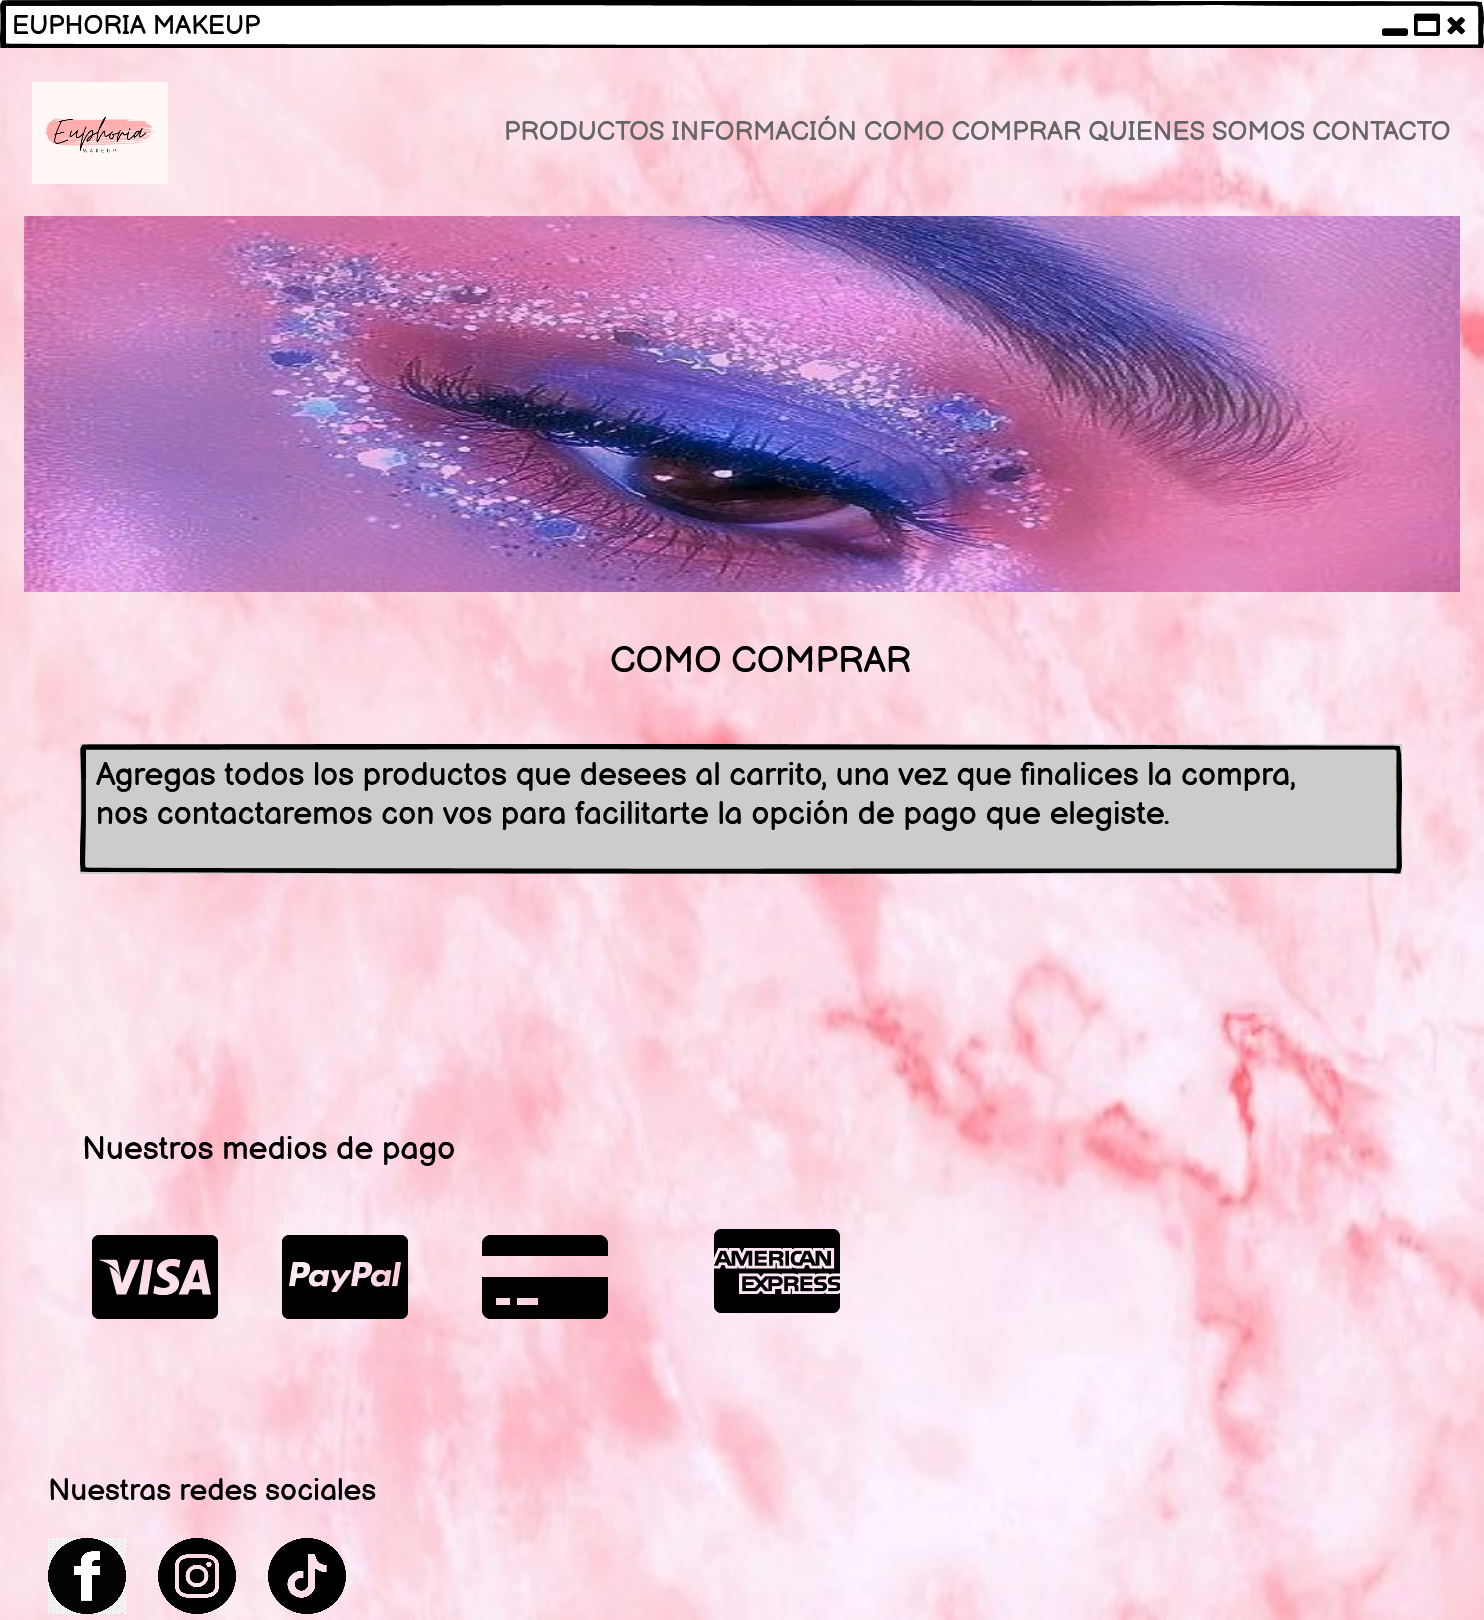 EUPHORIA MAKEUP
Euphoria
MAKEUP
PRODUCTOS INFORMACIÓN COMO COMPRAR QUIENES SOMOS CONTACTO
COMO COMPRAR
Agregas todos los productos que desees al carrito, una vez que finalices la compra,
nos contactaremos con vos para facilitarte la opción de pago que elegiste.
Nuestros medios de pago
VISA
PayPal
AMERICAN
EXPRESS
Nuestras redes sociales